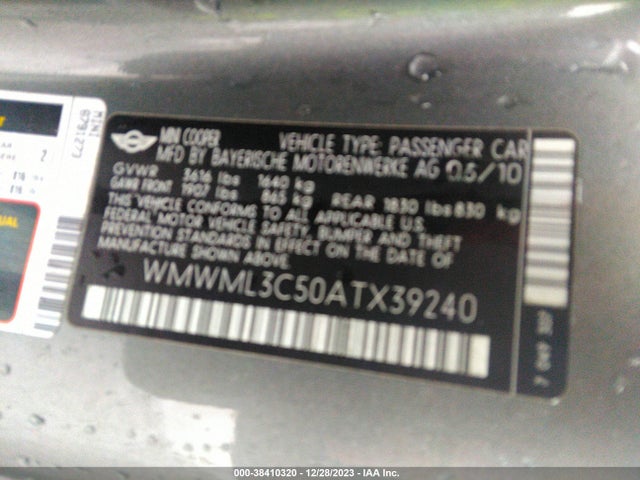 MINI COOPER VEHICLE TYPE: PASSENGER CAR
MFD BY BAYERISCHE MOTORENWERKE AG 05/10
GVWR 3616 lbs 1640 kg
GAWR FRONT 1907 lbs 865 kg REAR 1830 lbs 830 kg
THIS VEHICLE CONFORMS TO ALL APPLICABLE U.S.
FEDERAL MOTOR VEHICLE SAFETY, BUMPER AND THEFT
PREVENTION STANDARDS IN EFFECT ON THE DATE OF
MANUFACTURE SHOWN ABOVE.
WMWML3C50ATX39240
MINI
2
000-38410320 - 12/28/2023 - IAA Inc.